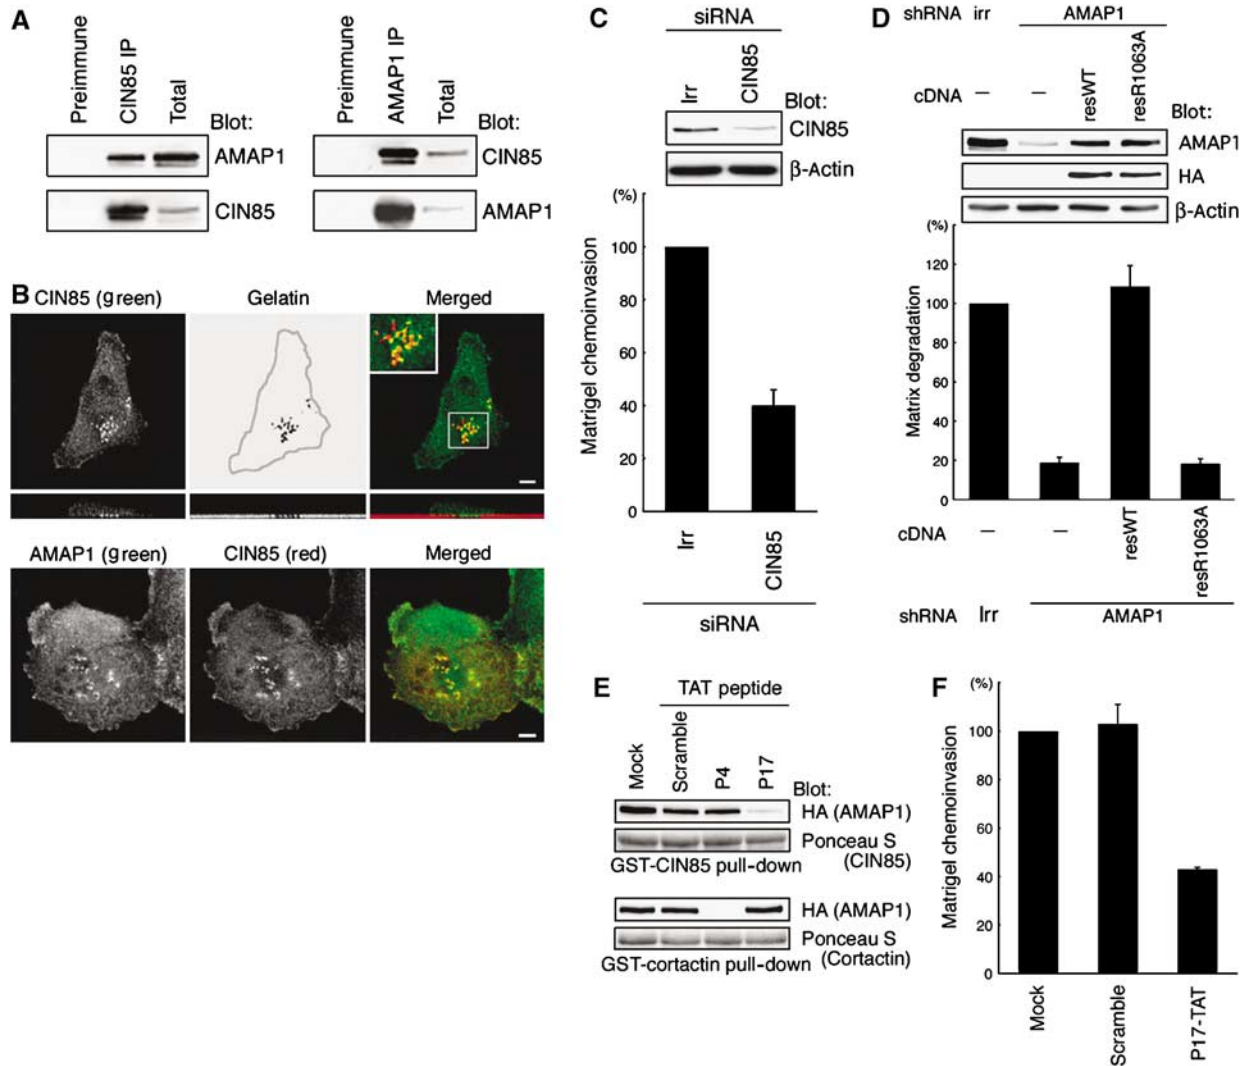 A
Preimmune
CIN85 IP
Total
Blot:
AMAP1
CIN85
Preimmune
AMAP1 IP
Total
Blot:
CIN85
AMAP1
B
CIN85 (green)
Gelatin
Merged
AMAP1 (green)
CIN85 (red)
Merged
C
siRNA
Irr
CIN85
Blot:
CIN85
β-Actin
(%)
Matrigel chemoinvasion
100
80
60
40
20
0
Irr
CIN85
siRNA
D
shRNA irr AMAP1
cDNA – – resWT resR1063A
Blot:
AMAP1
HA
β-Actin
(%)
Matrix degradation
120
100
80
60
40
20
0
cDNA – – resWT resR1063A
shRNA Irr AMAP1
E
TAT peptide
Mock
Scramble
P4
P17
Blot:
HA (AMAP1)
Ponceau S
(CIN85)
GST-CIN85 pull-down
HA (AMAP1)
Ponceau S
(Cortactin)
GST-cortactin pull-down
F
(%)
Matrigel chemoinvasion
100
80
60
40
20
0
Mock
Scramble
P17-TAT